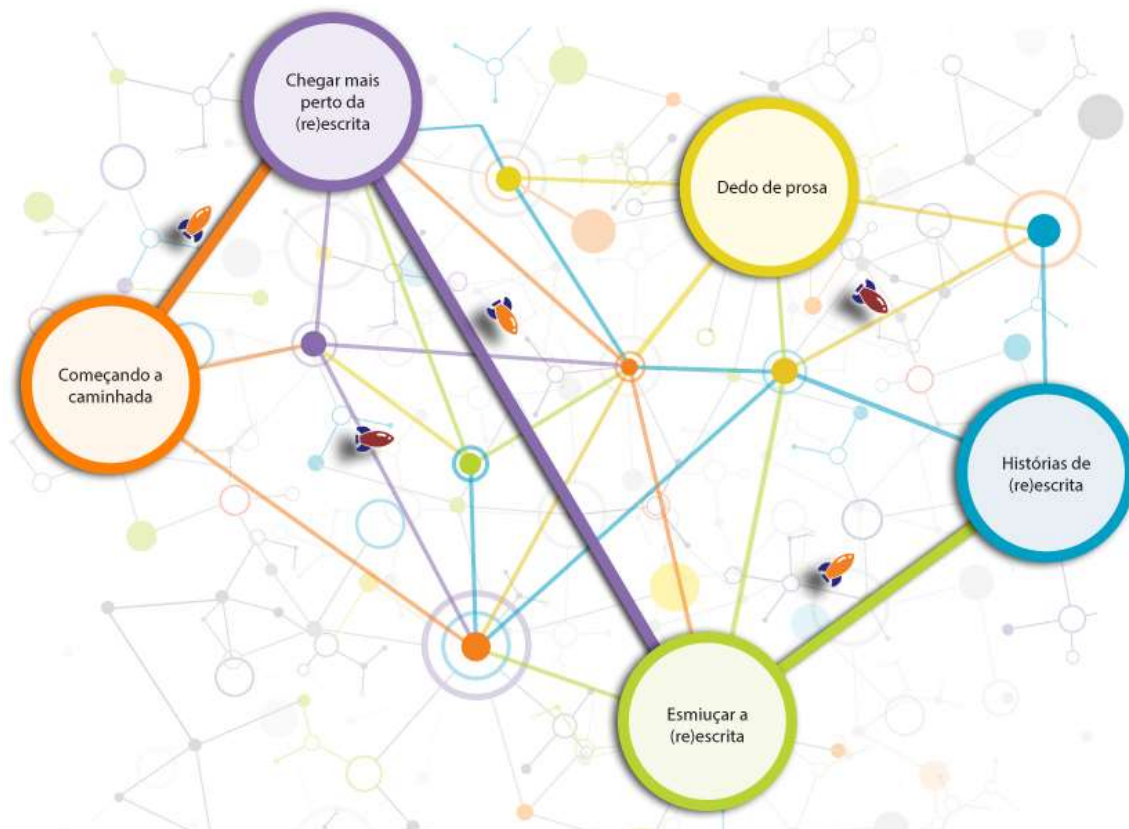 Chegar mais
perto da
(re)escrita
Dedo de prosa
Começando a
caminhada
Histórias de
(re)escrita
Esmiuçar a
(re)escrita